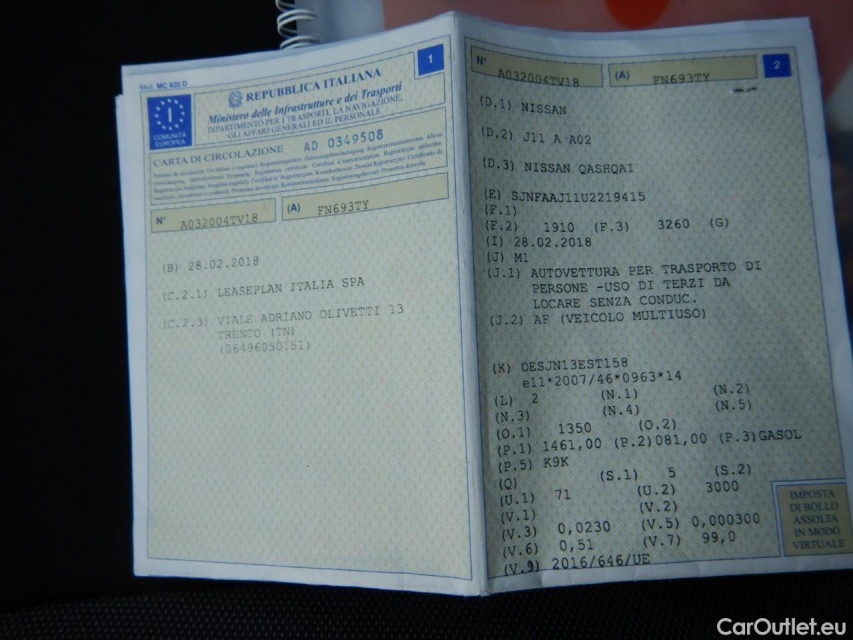 Mod. MC 820 D
1
COMUNITÀ
EUROPEA
REPUBBLICA ITALIANA
Ministero delle Infrastrutture e dei Trasporti
DIPARTIMENTO PER I TRASPORTI, LA NAVIGAZIONE,
GLI AFFARI GENERALI ED IL PERSONALE
CARTA DI CIRCOLAZIONE AD 0349508
N° A032004TV18 (A) FN693TY
(B) 28.02.2018
(C.2.1) LEASEPLAN ITALIA SPA
(C.2.3) VIALE ADRIANO OLIVETTI 13
TRENTO (TN)
(06496050151)
N° A032004TV18 (A) FN693TY 2
(D.1) NISSAN
(D.2) J11 A A02
(D.3) NISSAN QASHQAI
(E) SJNFAAJ11U2219415
(F.1)
(F.2) 1910 (F.3) 3260 (G)
(I) 28.02.2018
(J) M1
(J.1) AUTOVETTURA PER TRASPORTO DI
PERSONE -USO DI TERZI DA
LOCARE SENZA CONDUC.
(J.2) AF (VEICOLO MULTIUSO)
(K) OESJN13EST158
e11*2007/46*0963*14
(L) 2 (N.1) (N.2)
(N.3) (N.4) (N.5)
(O.1) 1350 (O.2)
(P.1) 1461,00 (P.2)081,00 (P.3)GASOL
(P.5) K9K
(Q) (S.1) 5 (S.2)
(U.1) 71 (U.2) 3000
(V.1) (V.2)
(V.3) 0,0230 (V.5) 0,000300
(V.6) 0,51 (V.7) 99,0
(V.9) 2016/646/UE
IMPOSTA
DI BOLLO
ASSOLTA
IN MODO
VIRTUALE
CarOutlet.eu